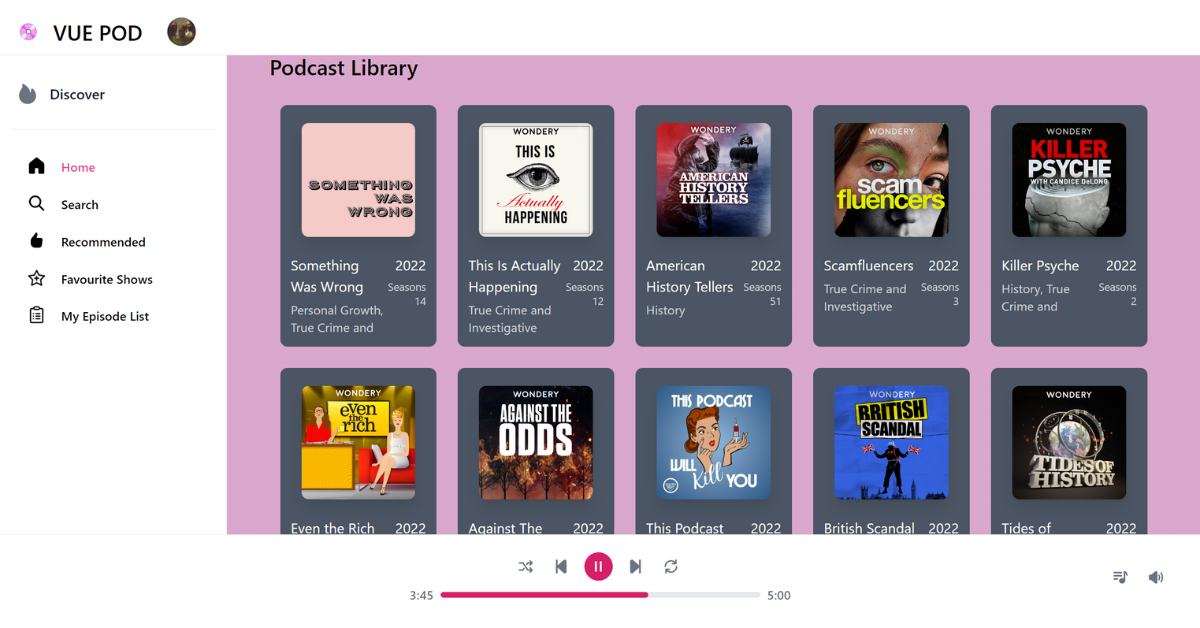 VUE POD
Discover
Home
Search
Recommended
Favourite Shows
My Episode List
Podcast Library
SOMETHING
WAS
WRONG
Something 2022
Was Wrong Seasons
14
Personal Growth,
True Crime and
WONDERY
THIS IS
Actually
HAPPENING
This Is Actually 2022
Happening Seasons
12
True Crime and
Investigative
WONDERY
AMERICAN
HISTORY
TELLERS
American 2022
History Tellers Seasons
51
History
WONDERY
scam
fluencers
Scamfluencers 2022
True Crime and Seasons
Investigative 3
WONDERY
KILLER
PSYCHE
WITH CANDICE DeLONG
Killer Psyche 2022
History, True Seasons
Crime and 2
WONDERY
even
the
rich
Even the Rich 2022
WONDERY
AGAINST THE
ODDS
Against The 2022
THIS PODCAST
WILL
Kill YOU
This Podcast 2022
WONDERY
BRITISH
SCANDAL
British Scandal 2022
WONDERY
TIDES OF
HISTORY
Tides of 2022
3:45 5:00